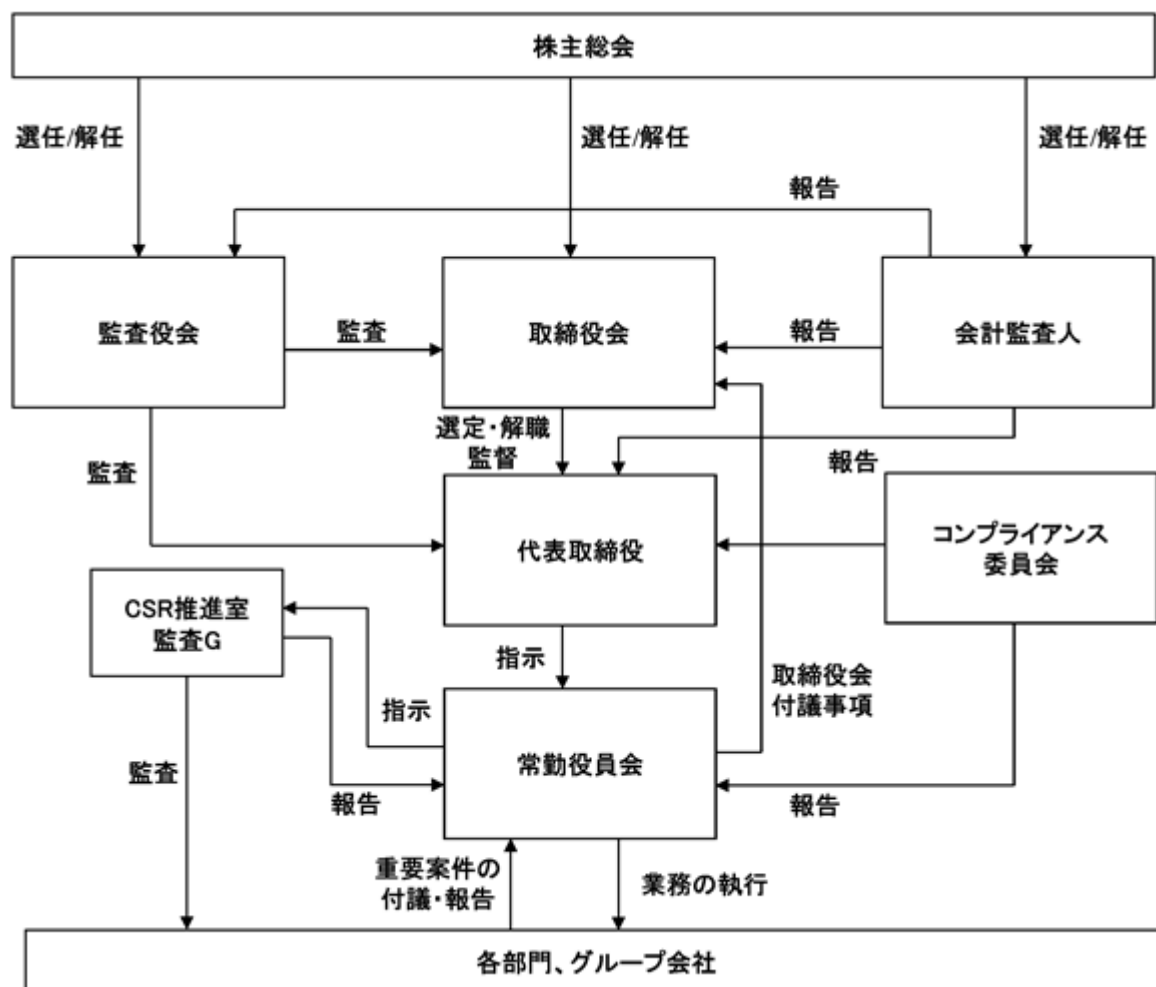 株主総会
選任/解任
選任/解任
選任/解任
報告
監査役会
監査
取締役会
報告
会計監査人
選定・解職
監督
監査
報告
代表取締役
コンプライアンス
委員会
CSR推進室
監査G
指示
取締役会
付議事項
指示
常勤役員会
監査
報告
報告
重要案件の
付議・報告
業務の執行
各部門、グループ会社